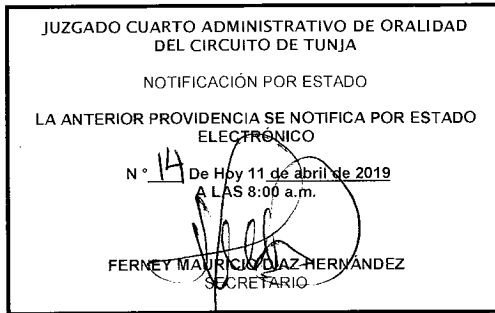 JUZGADO CUARTO ADMINISTRATIVO DE ORALIDAD
DEL CIRCUITO DE TUNJA
NOTIFICACIÓN POR ESTADO
LA ANTERIOR PROVIDENCIA SE NOTIFICA POR ESTADO
ELECTRÓNICO
N° 14 De Hoy 11 de abril de 2019
A LAS 8:00 a.m.
FERNEY MAURICIO DIAZ HERNÁNDEZ
SECRETARIO